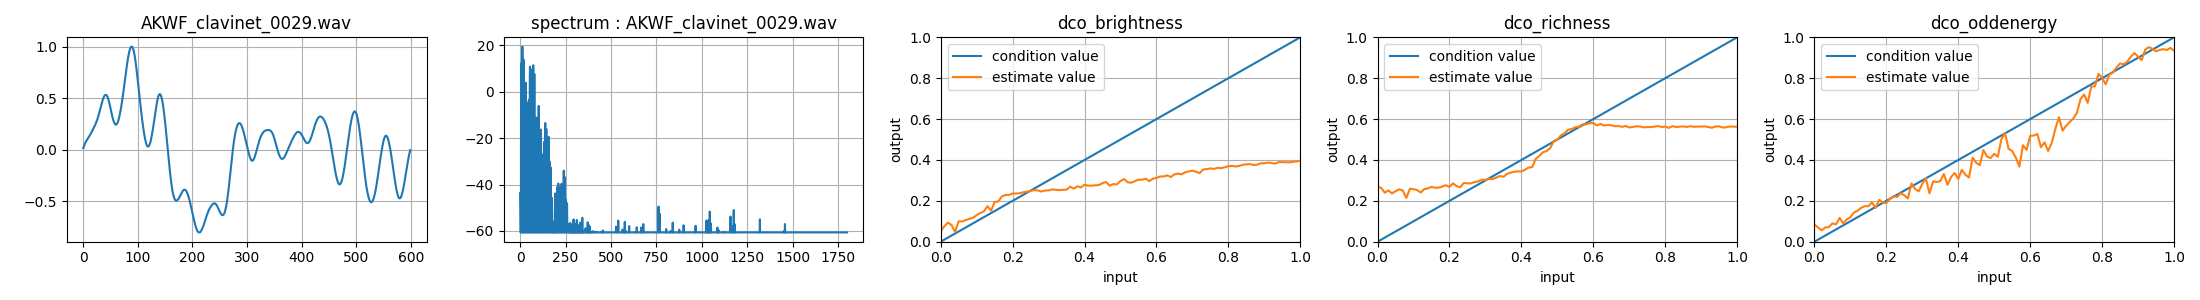 AKWF_clavinet_0029.wav
1.0
0.5
0.0
−0.5
0 100 200 300 400 500 600
spectrum : AKWF_clavinet_0029.wav
20
0
−20
−40
−60
0 250 500 750 1000 1250 1500 1750
dco_brightness
condition value
estimate value
output
1.0
0.8
0.6
0.4
0.2
0.0
0.0 0.2 0.4 0.6 0.8 1.0
input
dco_richness
condition value
estimate value
output
1.0
0.8
0.6
0.4
0.2
0.0
0.0 0.2 0.4 0.6 0.8 1.0
input
dco_oddenergy
condition value
estimate value
output
1.0
0.8
0.6
0.4
0.2
0.0
0.0 0.2 0.4 0.6 0.8 1.0
input